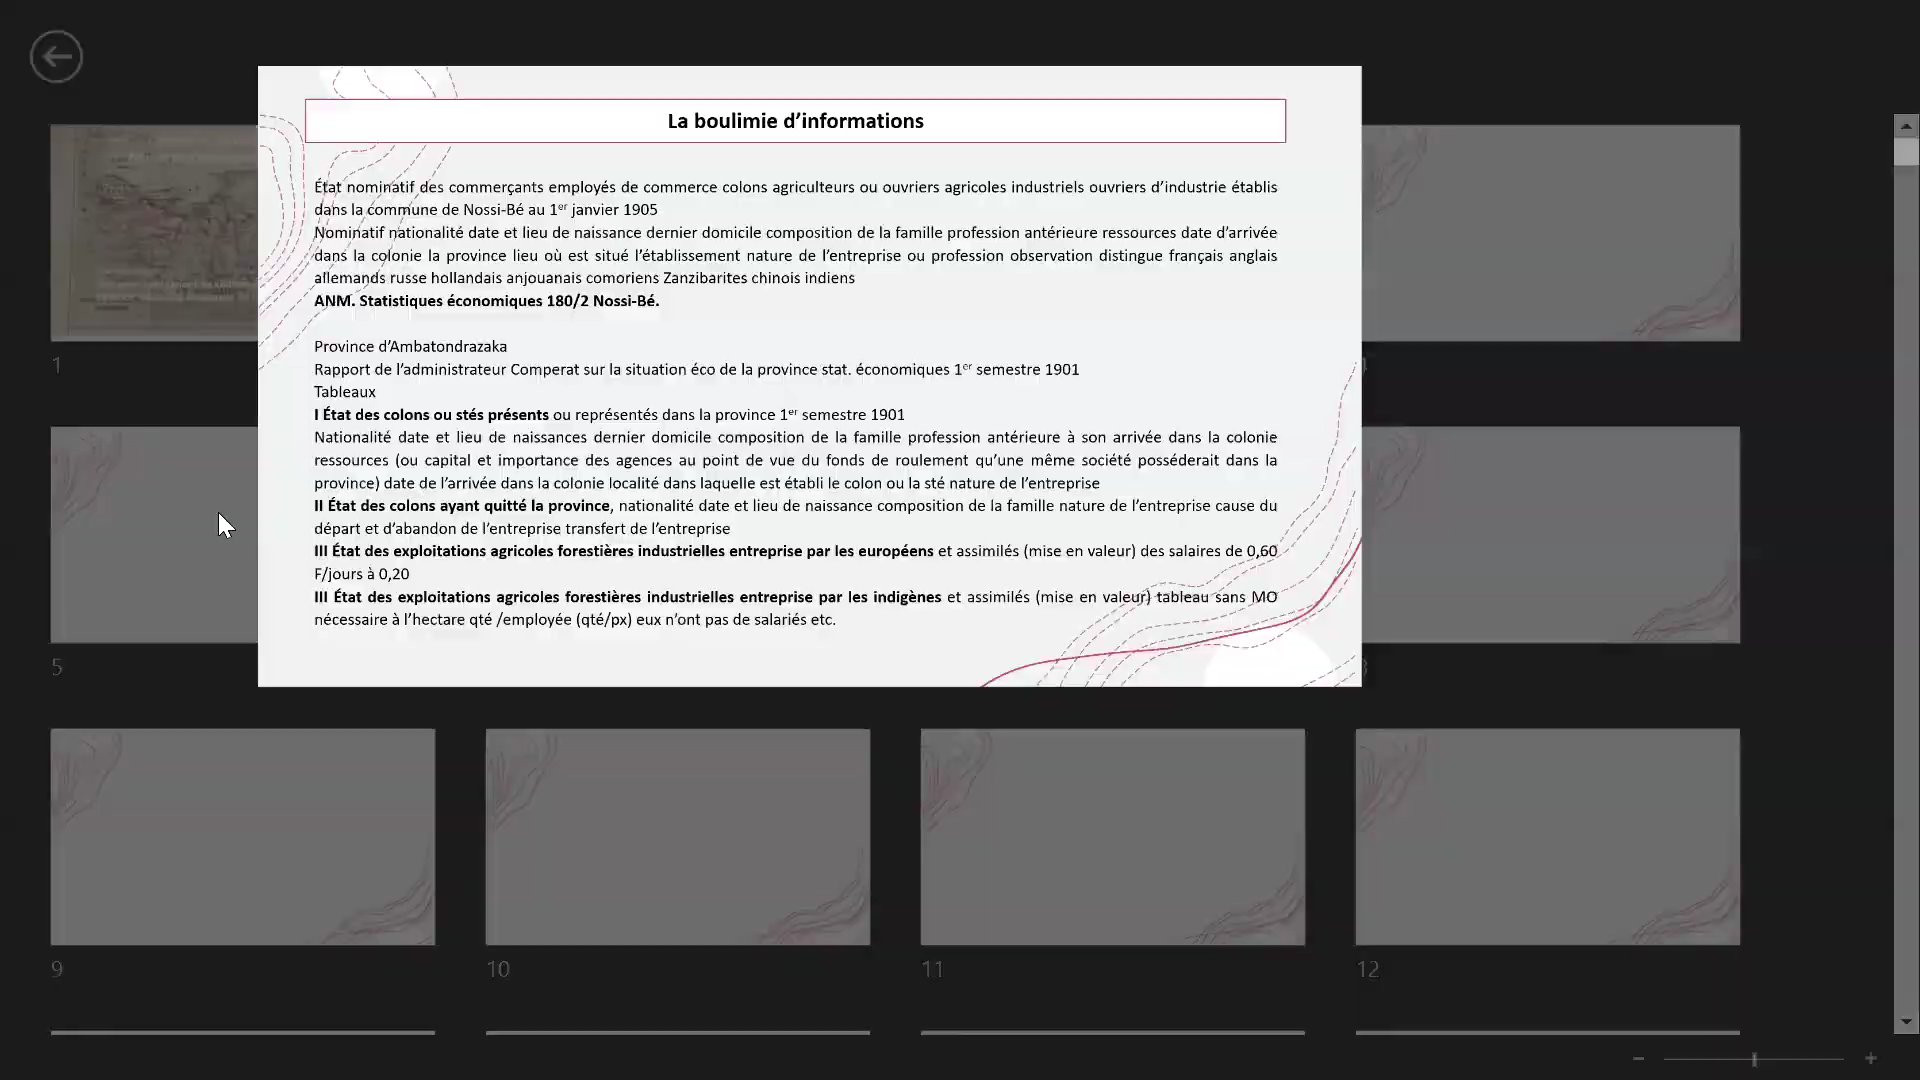 La boulimie d’informations
État nominatif des commerçants employés de commerce colons agriculteurs ou ouvriers agricoles industriels ouvriers d’industrie établis
dans la commune de Nossi-Bé au 1er janvier 1905
Nominatif nationalité date et lieu de naissance dernier domicile composition de la famille profession antérieure ressources date d’arrivée
dans la colonie la province lieu où est situé l’établissement nature de l’entreprise ou profession observation distingue français anglais
allemands russe hollandais anjouanais comoriens Zanzibarites chinois indiens
ANM. Statistiques économiques 180/2 Nossi-Bé.
Province d’Ambatondrazaka
Rapport de l’administrateur Comperat sur la situation éco de la province stat. économiques 1er semestre 1901
Tableaux
I État des colons ou stés présents ou représentés dans la province 1er semestre 1901
Nationalité date et lieu de naissances dernier domicile composition de la famille profession antérieure à son arrivée dans la colonie
ressources (ou capital et importance des agences au point de vue du fonds de roulement qu’une même société posséderait dans la
province) date de l’arrivée dans la colonie localité dans laquelle est établi le colon ou la sté nature de l’entreprise
II État des colons ayant quitté la province, nationalité date et lieu de naissance composition de la famille nature de l’entreprise cause du
départ et d’abandon de l’entreprise transfert de l’entreprise
III État des exploitations agricoles forestières industrielles entreprise par les européens et assimilés (mise en valeur) des salaires de 0,60
F/jours à 0,20
III État des exploitations agricoles forestières industrielles entreprise par les indigènes et assimilés (mise en valeur) tableau sans MO
nécessaire à l’hectare qté /employée (qté/px) eux n’ont pas de salariés etc.
1
5
9
10
11
12